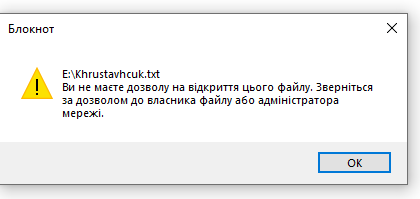 Блокнот
E:\Khrustavhcuk.txt
Ви не маєте дозволу на відкриття цього файлу. Зверніться
за дозволом до власника файлу або адміністратора
мережі.
ОК